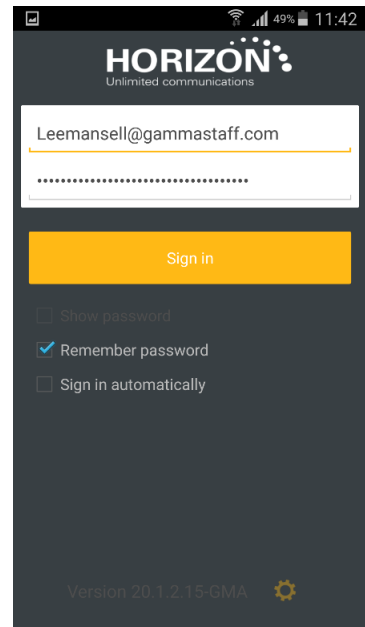 49% 11:42
HORIZON
Unlimited communications
Leemansell@gammastaff.com
•••••••••••••••••••••••••••••••••••
Sign in
Show password
Remember password
Sign in automatically
Version 20.1.2.15-GMA